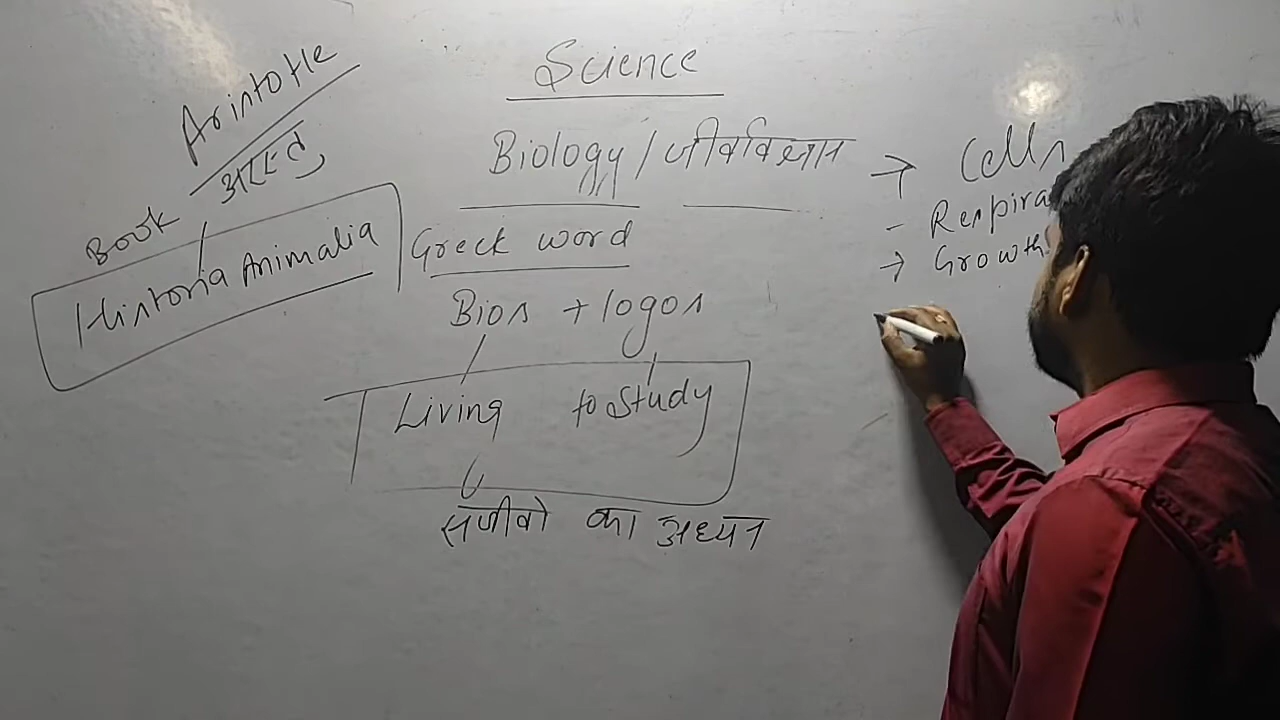 Science
Biology / जीवविज्ञान
Greek word
Bios + logos
Living to Study
सजीवो का अध्यन
Aristotle
अरस्तु
Book
Historia Animalia
→ Cells
- Respira
→ Growth